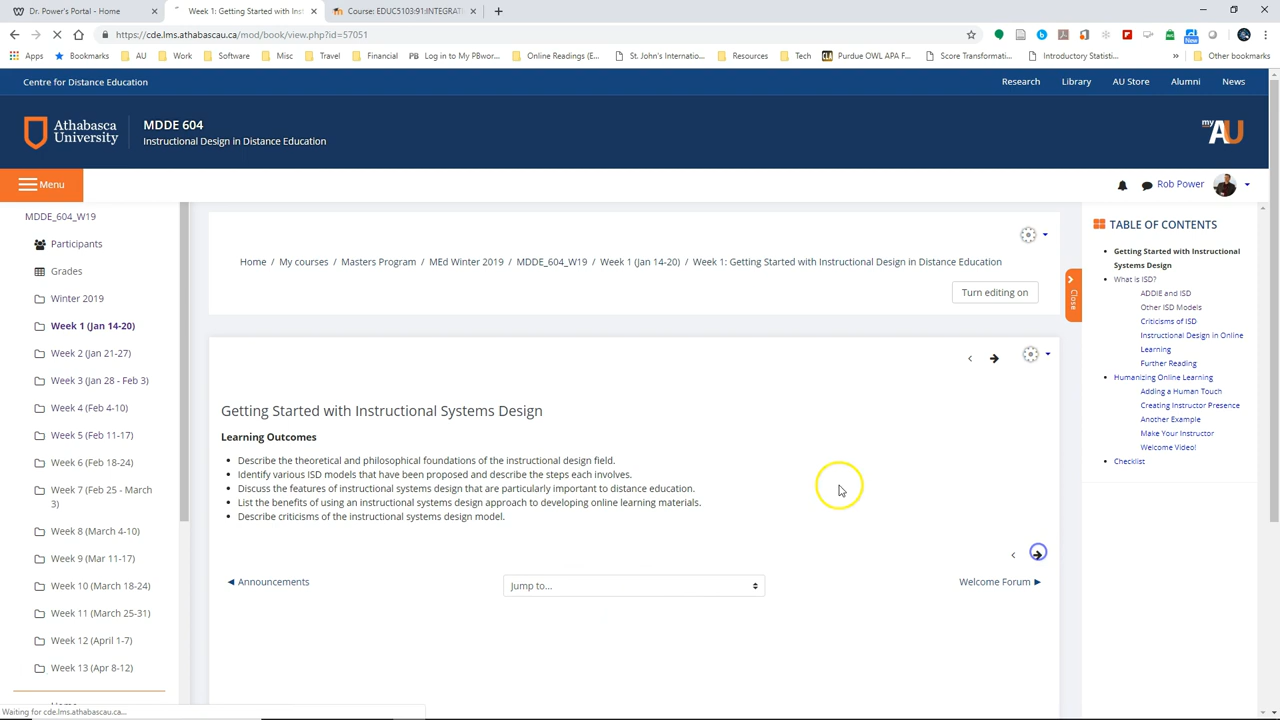 Dr. Power's Portal - Home
Week 1: Getting Started with Ins
Course: EDUC5103:91:INTEGRATI
https://cde.lms.athabascau.ca/mod/book/view.php?id=57051
Apps
Bookmarks
AU
Work
Software
Misc
Travel
Financial
PB Log in to My PBwor...
Online Readings (E...
St. John's Internatio...
Resources
Tech
Purdue OWL APA F...
Score Transformati...
Introductory Statisti...
»
Other bookmarks
Centre for Distance Education
Research
Library
AU Store
Alumni
News
Athabasca
University
MDDE 604
Instructional Design in Distance Education
my AU
Menu
Rob Power
MDDE_604_W19
Participants
Grades
Winter 2019
Week 1 (Jan 14-20)
Week 2 (Jan 21-27)
Week 3 (Jan 28 - Feb 3)
Week 4 (Feb 4-10)
Week 5 (Feb 11-17)
Week 6 (Feb 18-24)
Week 7 (Feb 25 - March
3)
Week 8 (March 4-10)
Week 9 (Mar 11-17)
Week 10 (March 18-24)
Week 11 (March 25-31)
Week 12 (April 1-7)
Week 13 (Apr 8-12)
Home / My courses / Masters Program / MEd Winter 2019 / MDDE_604_W19 / Week 1 (Jan 14-20) / Week 1: Getting Started with Instructional Design in Distance Education
Turn editing on
Getting Started with Instructional Systems Design
Learning Outcomes
• Describe the theoretical and philosophical foundations of the instructional design field.
• Identify various ISD models that have been proposed and describe the steps each involves.
• Discuss the features of instructional systems design that are particularly important to distance education.
• List the benefits of using an instructional systems design approach to developing online learning materials.
• Describe criticisms of the instructional systems design model.
◀ Announcements
Jump to...
Welcome Forum ▶
Close
TABLE OF CONTENTS
• Getting Started with Instructional
Systems Design
• What is ISD?
ADDIE and ISD
Other ISD Models
Criticisms of ISD
Instructional Design in Online
Learning
Further Reading
• Humanizing Online Learning
Adding a Human Touch
Creating Instructor Presence
Another Example
Make Your Instructor
Welcome Video!
• Checklist
Waiting for cde.lms.athabascau.ca...